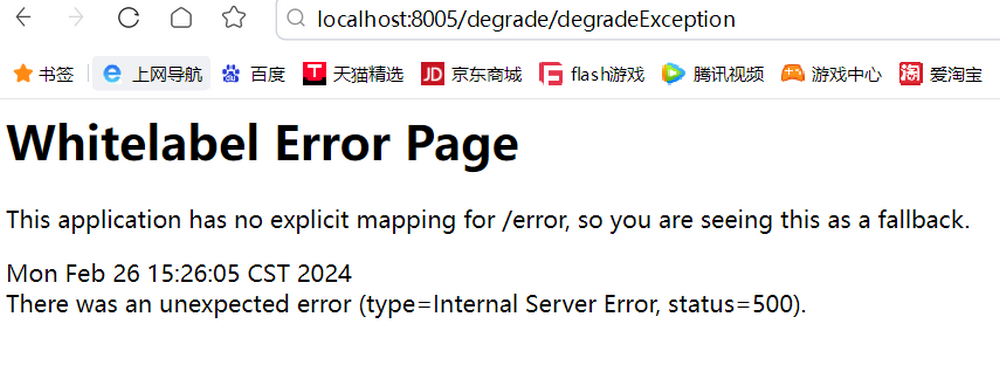 localhost:8005/degrade/degradeException
书签 上网导航 百度 T 天猫精选 JD 京东商城 flash游戏 腾讯视频 游戏中心 淘 爱淘宝
Whitelabel Error Page
This application has no explicit mapping for /error, so you are seeing this as a fallback.
Mon Feb 26 15:26:05 CST 2024
There was an unexpected error (type=Internal Server Error, status=500).